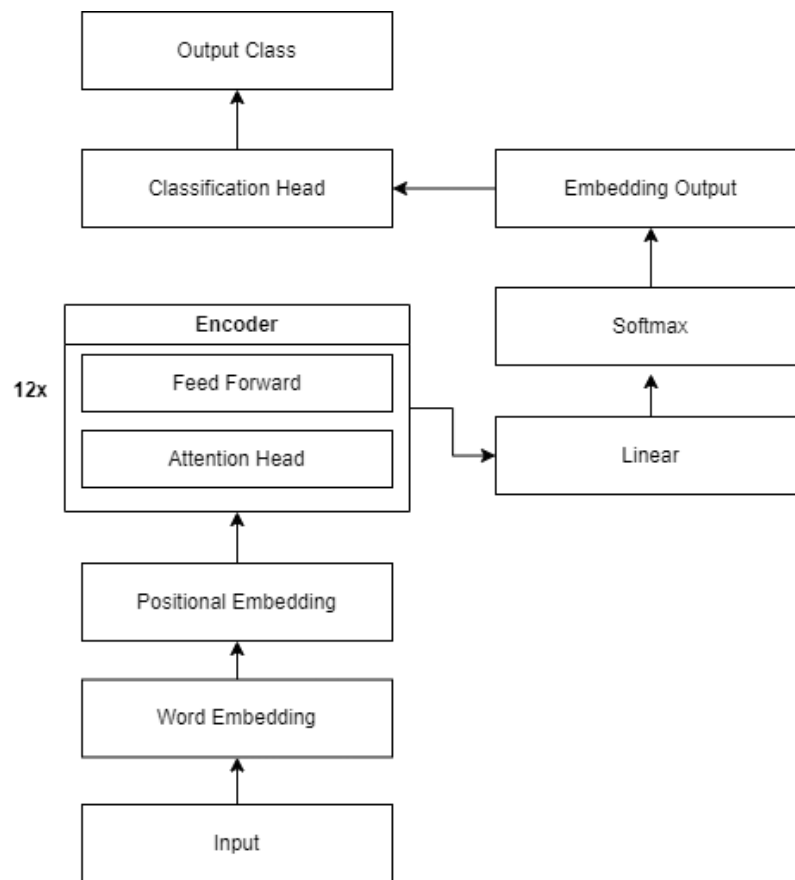 Output Class
Classification Head
Embedding Output
Encoder
Softmax
12x
Feed Forward
Attention Head
Linear
Positional Embedding
Word Embedding
Input